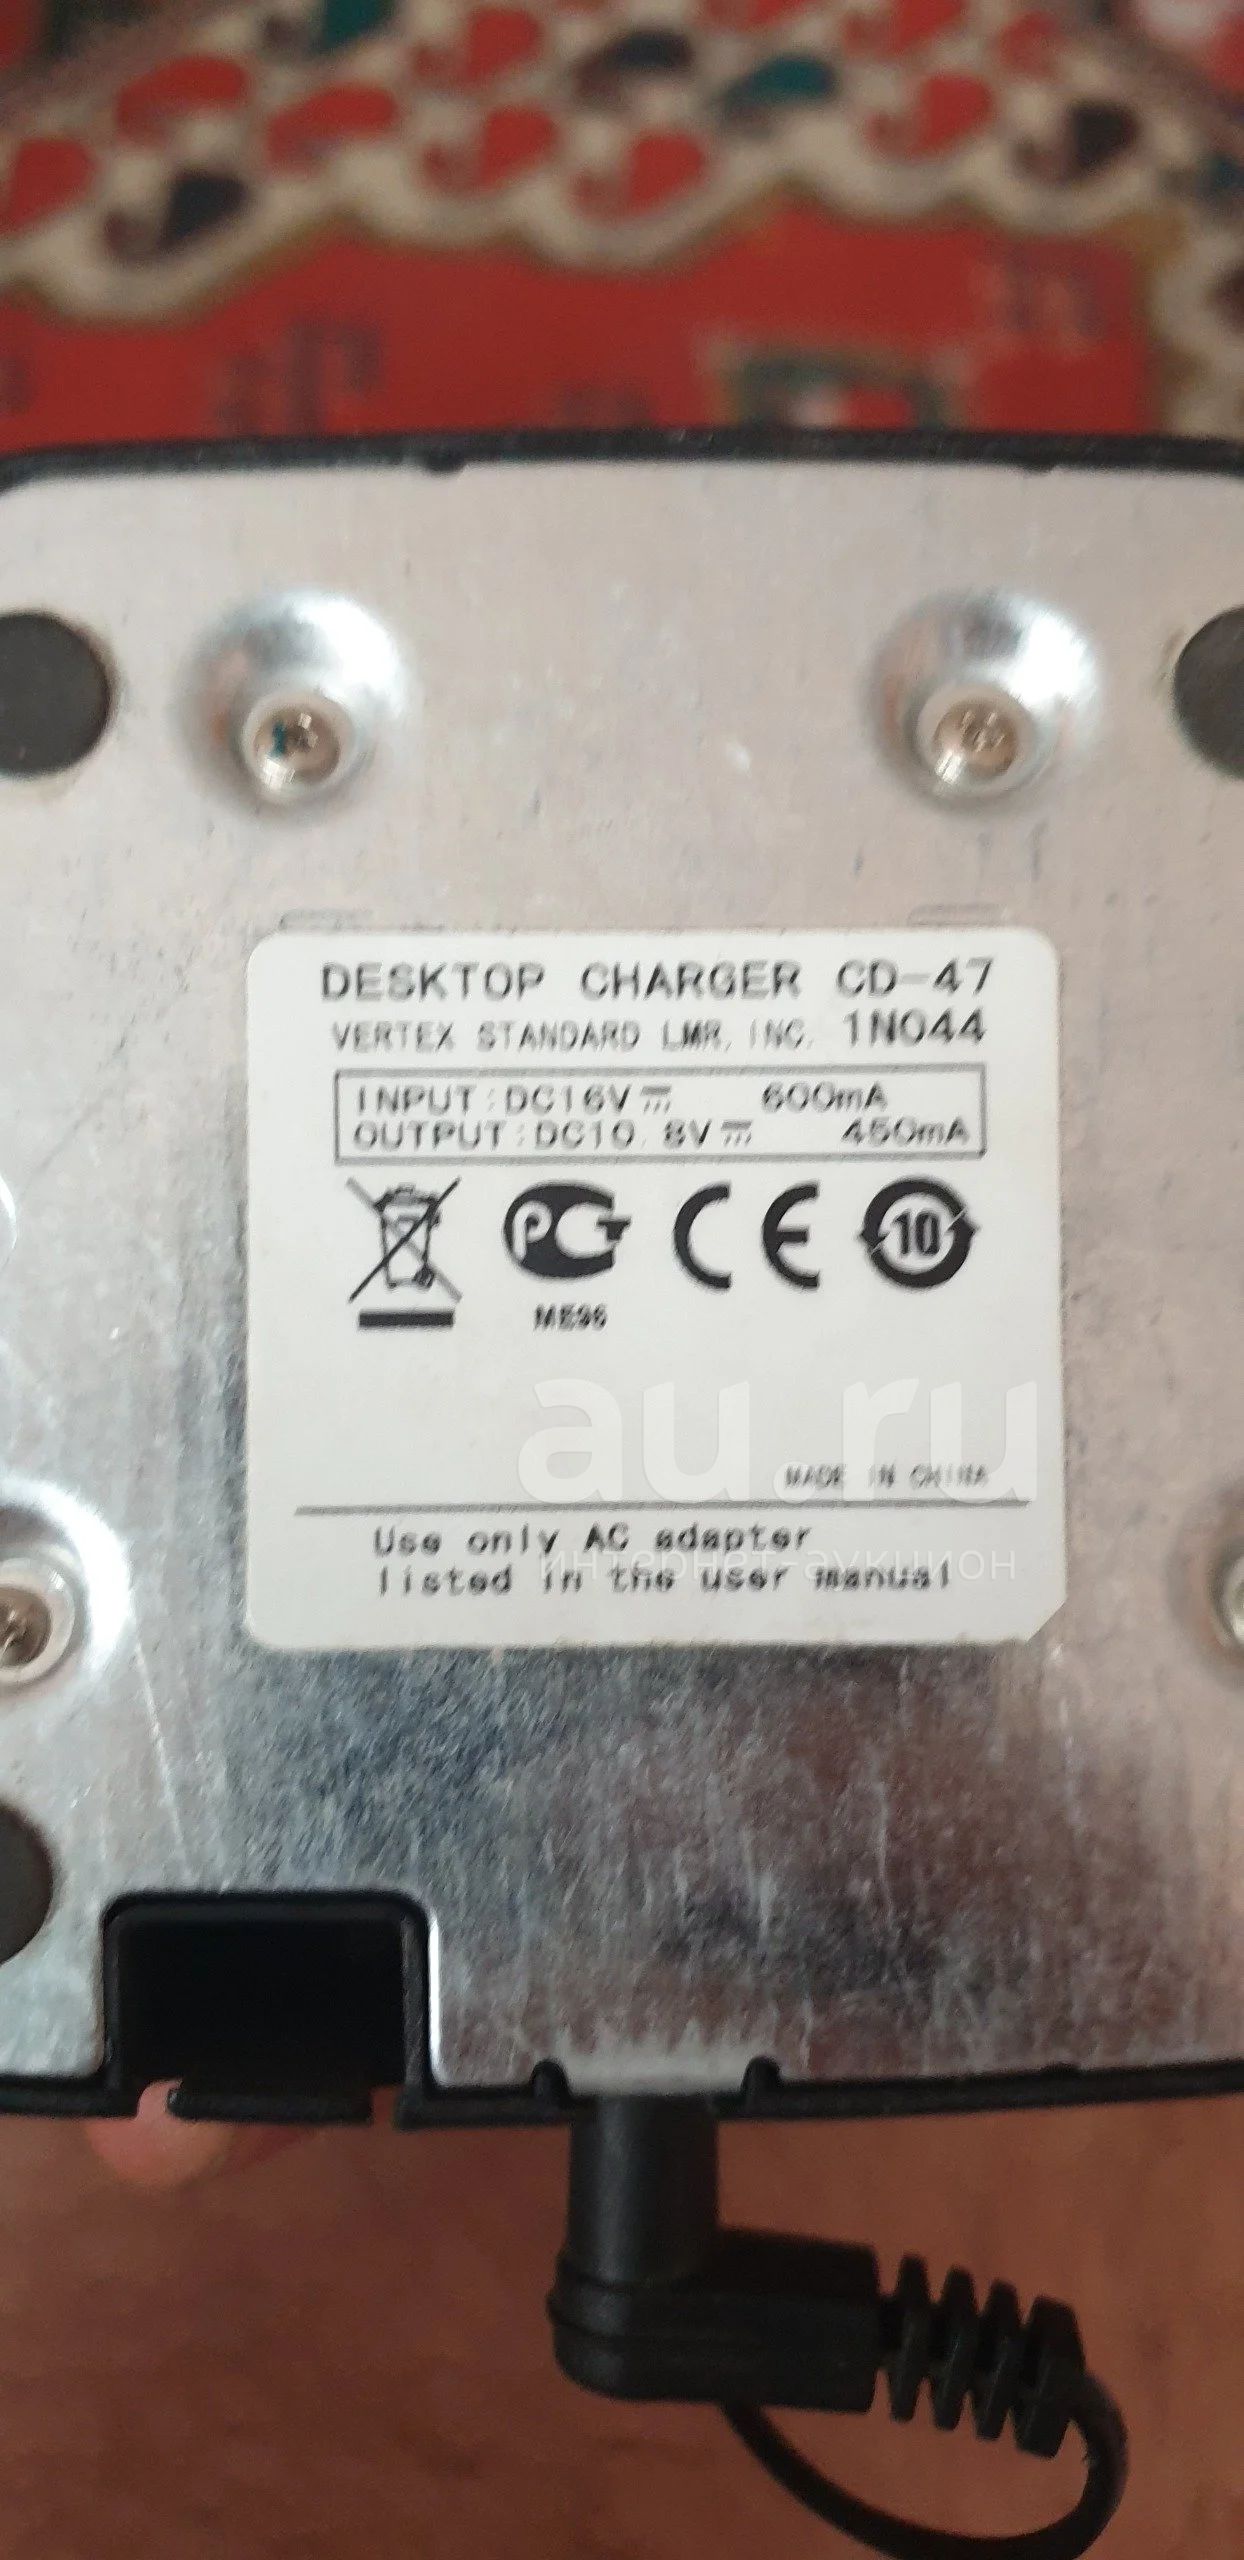 DESKTOP CHARGER CD-47
VERTEX STANDARD LMR, INC. 1N044
INPUT:DC16V 600mA
OUTPUT:DC10.8V 450mA
РСТ CE 10
ME96
au.ru
MADE IN CHINA
Use only AC adapter
интернет-аукцион
listed in the user manual